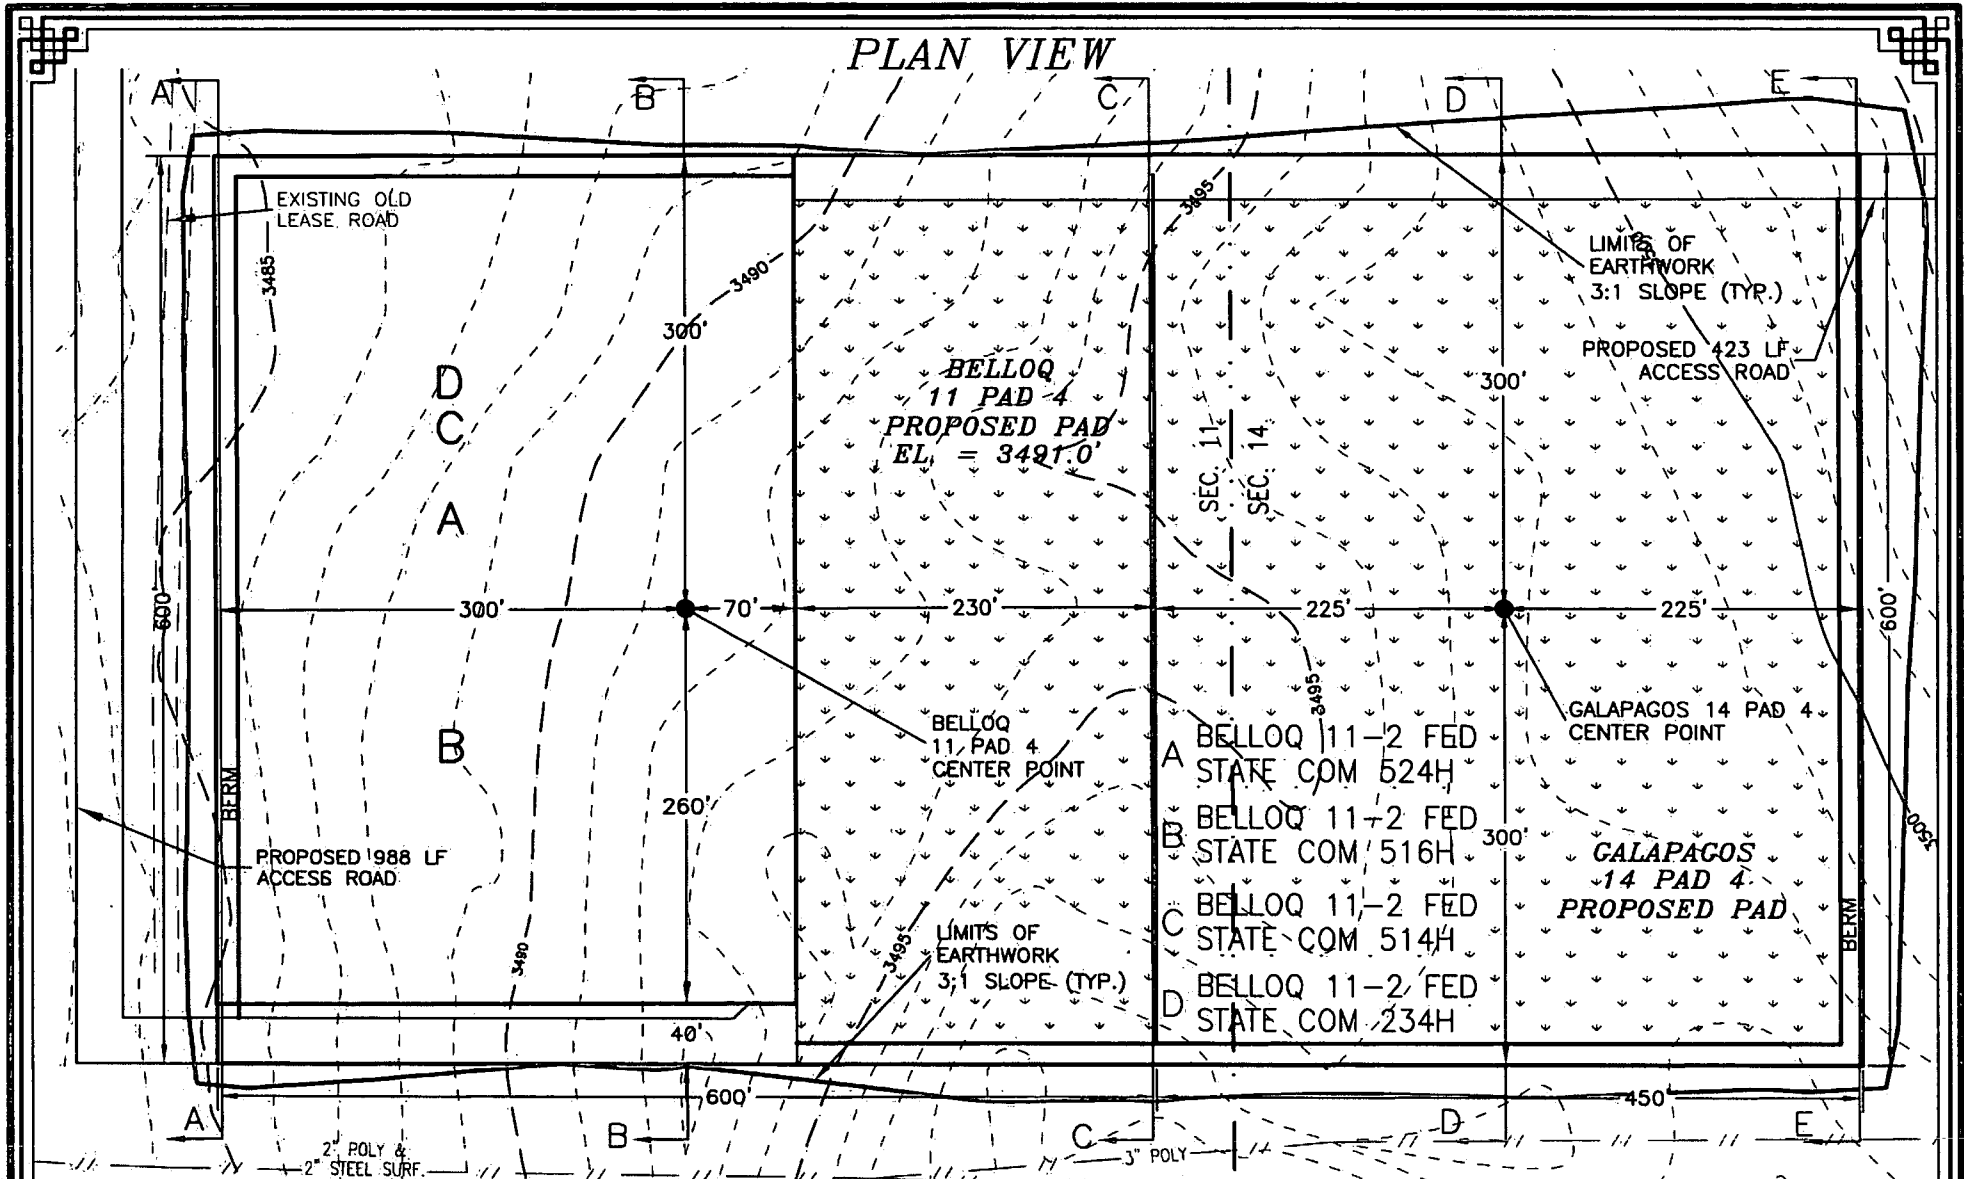 PLAN VIEW
A
B
C
D
E
EXISTING OLD
LEASE ROAD
3485
3490
3495
LIMITS OF
EARTHWORK
3:1 SLOPE (TYP.)
300'
300'
PROPOSED 423 LF
ACCESS ROAD
D
C
A
B
BELLOQ
11 PAD 4
PROPOSED PAD
EL. = 3491.0'
SEC. 11
SEC. 14
600'
300'
70'
230'
225'
225'
600'
3495
BELLOQ
11 PAD 4
CENTER POINT
GALAPAGOS 14 PAD 4
CENTER POINT
A BELLOQ 11-2 FED
STATE COM 524H
B BELLOQ 11-2 FED
STATE COM 516H
C BELLOQ 11-2 FED
STATE COM 514H
D BELLOQ 11-2 FED
STATE COM 234H
BERM
260'
300'
3500
PROPOSED 988 LF
ACCESS ROAD
GALAPAGOS
14 PAD 4
PROPOSED PAD
BERM
3490
3495
LIMITS OF
EARTHWORK
3:1 SLOPE (TYP.)
40'
600'
450'
A
B
C
D
E
2" POLY &
2" STEEL SURF.
3" POLY